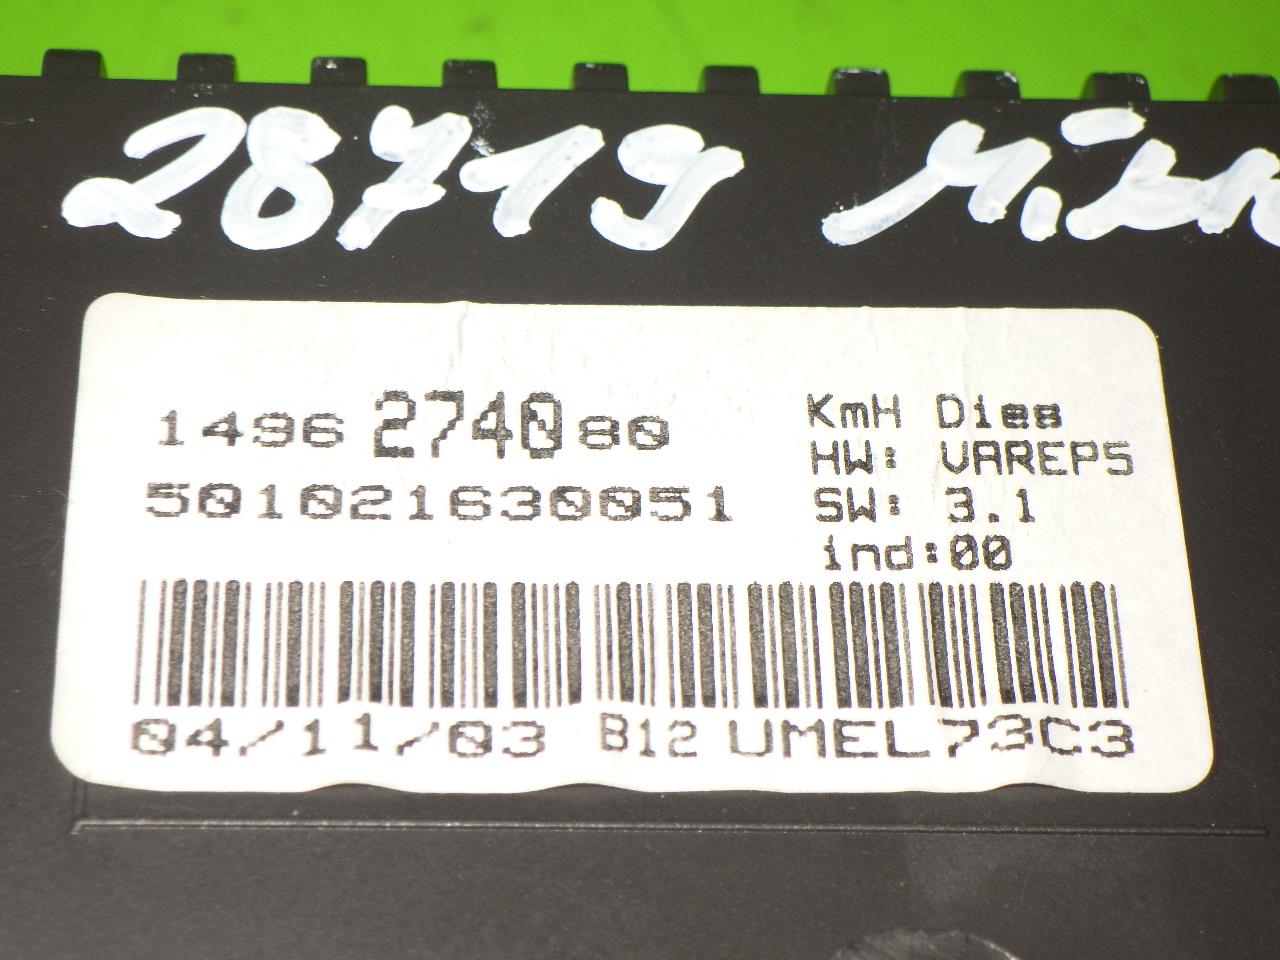 28719
1496 2740 80
501021630051
KmH Dies
HW: VAREP5
SW: 3.1
ind:00
04/11/03 B12 UMEL73C3